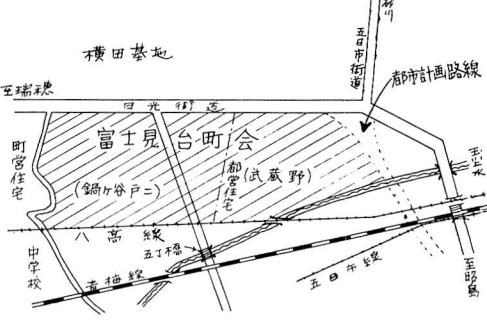 横田基地
五日市街道
至瑞穂
日光街道
都市計画路線
富士見台町会
町営住宅
(鍋ヶ谷戸二)
都営住宅
(武蔵野)
八高線
五丁橋
中学校
青梅線
五日市線
至昭島